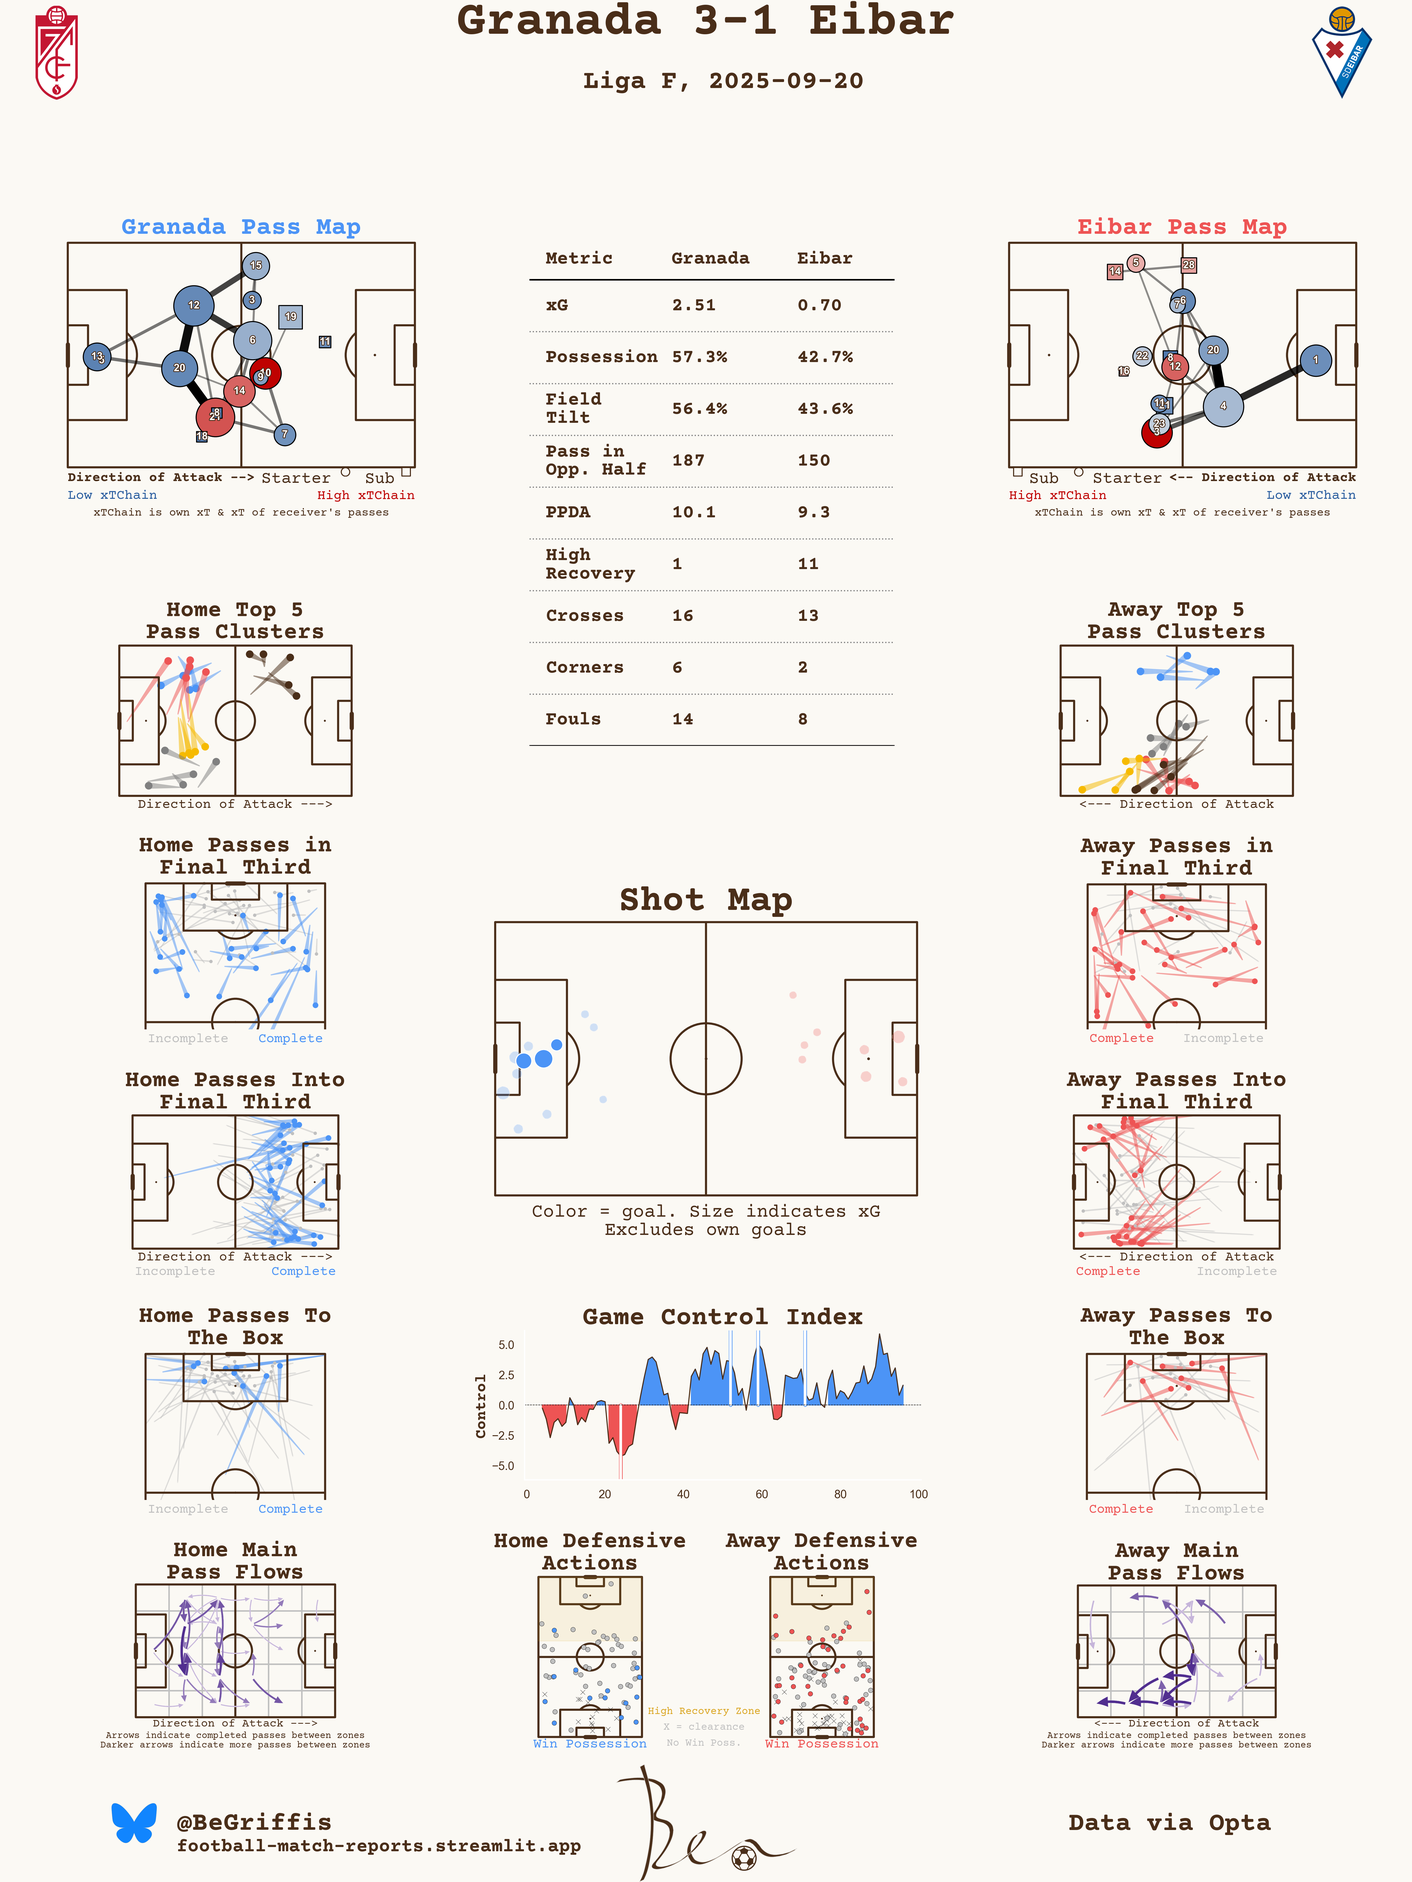 Granada 3-1 Eibar
Liga F, 2025-09-20
SDEIBAR
Granada Pass Map
15
12
3
19
6
11
13
20
10
9
14
8
18
7
Direction of Attack --> Starter Sub
Low xTChain High xTChain
xTChain is own xT & xT of receiver's passes
Metric Granada Eibar
xG 2.51 0.70
Possession 57.3% 42.7%
Field
Tilt 56.4% 43.6%
Pass in
Opp. Half 187 150
PPDA 10.1 9.3
High
Recovery 1 11
Crosses 16 13
Corners 6 2
Fouls 14 8
Eibar Pass Map
5
14
28
7 6
20
22
8
12
16
1
11
4
23
3
Sub Starter <-- Direction of Attack
High xTChain Low xTChain
xTChain is own xT & xT of receiver's passes
Home Top 5
Pass Clusters
Direction of Attack --->
Away Top 5
Pass Clusters
<--- Direction of Attack
Home Passes in
Final Third
Incomplete Complete
Away Passes in
Final Third
Complete Incomplete
Shot Map
Color = goal. Size indicates xG
Excludes own goals
Home Passes Into
Final Third
Direction of Attack --->
Incomplete Complete
Away Passes Into
Final Third
<--- Direction of Attack
Complete Incomplete
Home Passes To
The Box
Incomplete Complete
Game Control Index
Control
5.0
2.5
0.0
−2.5
−5.0
0 20 40 60 80 100
Away Passes To
The Box
Complete Incomplete
Home Main
Pass Flows
Direction of Attack --->
Arrows indicate completed passes between zones
Darker arrows indicate more passes between zones
Home Defensive
Actions
Win Possession
High Recovery Zone
X = clearance
No Win Poss.
Away Defensive
Actions
Win Possession
Away Main
Pass Flows
<--- Direction of Attack
Arrows indicate completed passes between zones
Darker arrows indicate more passes between zones
@BeGriffis
football-match-reports.streamlit.app
Ben
Data via Opta